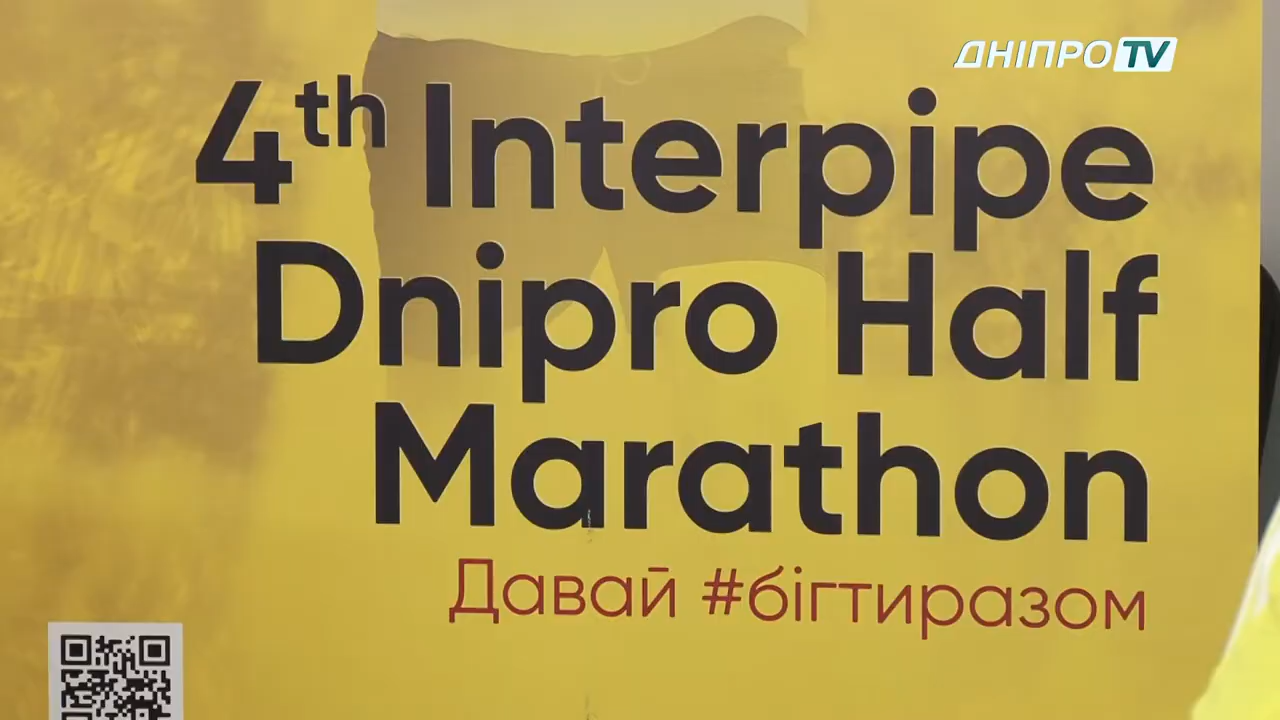 ДНІПРО TV
4th Interpipe
Dnipro Half
Marathon
Давай #бігтиразом